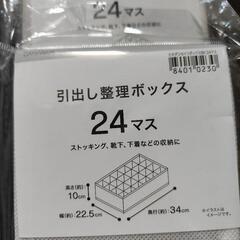 24マス
84010230
引出し整理ボックス
24マス
ストッキング、靴下、下着などの収納に
高さ(約)
10cm
幅(約) 22.5cm
奥行(約) 34cm
※イラストは
イメージです。